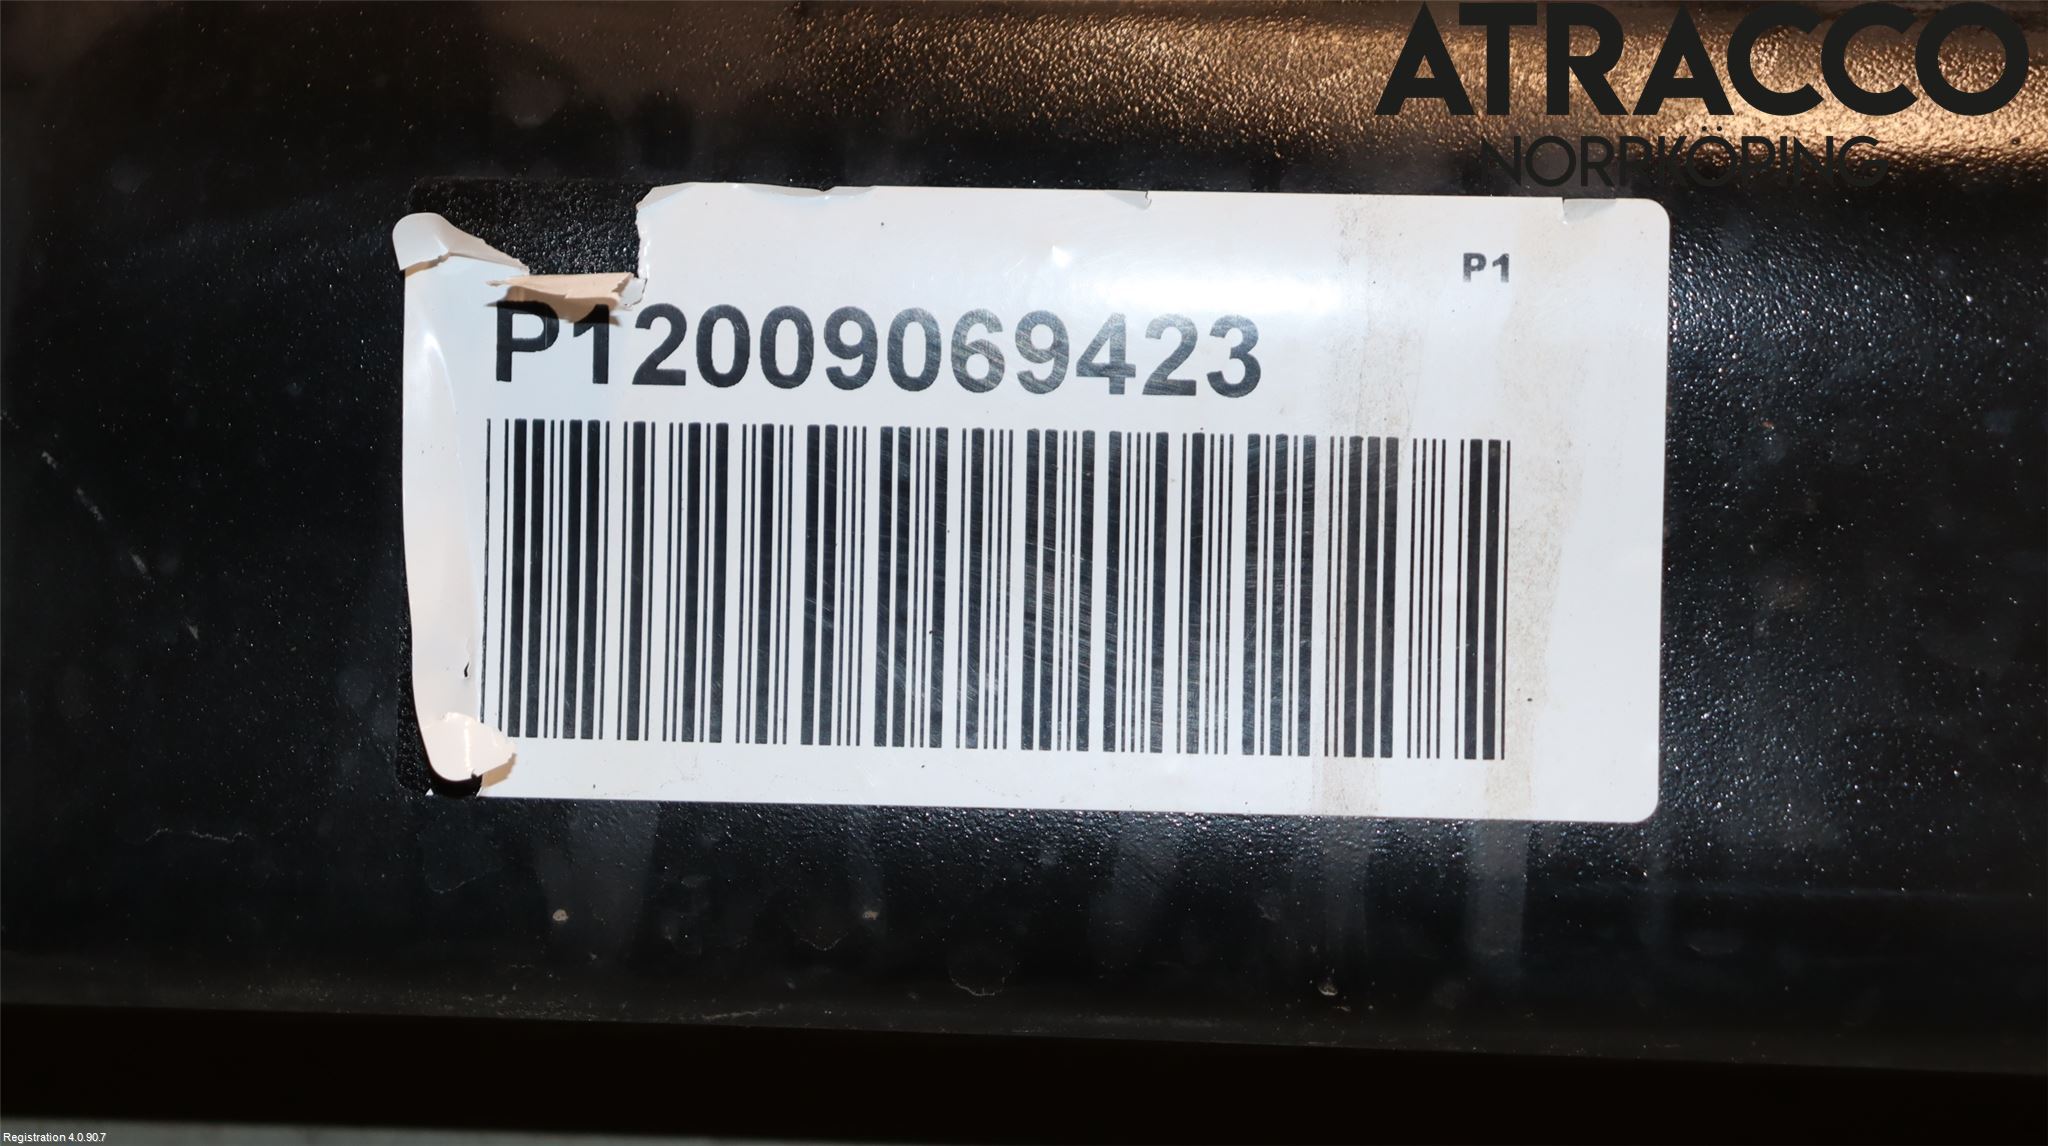 ATRACCO
NORRKÖPING
P1
P12009069423
Registration 4.0.90.7